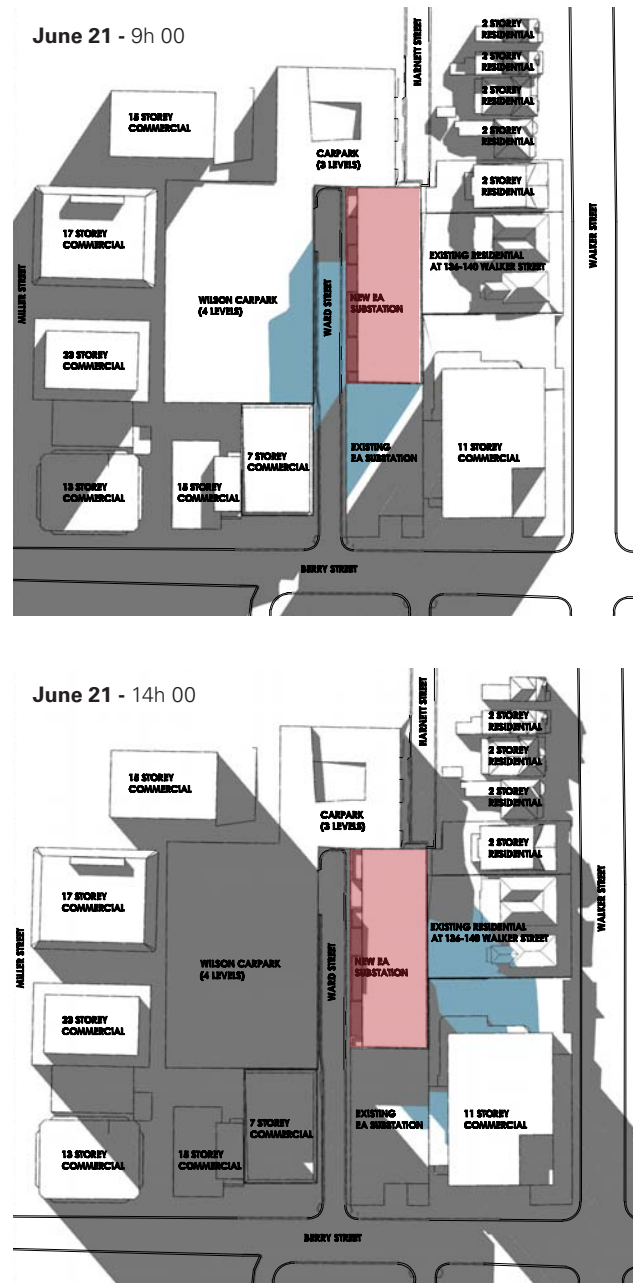 June 21 - 9h 00
HARNETT STREET
2 STOREY
RESIDENTIAL
2 STOREY
RESIDENTIAL
2 STOREY
RESIDENTIAL
2 STOREY
RESIDENTIAL
15 STOREY
COMMERCIAL
CARPARK
(3 LEVELS)
2 STOREY
RESIDENTIAL
17 STOREY
COMMERCIAL
EXISTING RESIDENTIAL
AT 136-140 WALKER STREET
WALKER STREET
MILLER STREET
WILSON CARPARK
(4 LEVELS)
WARD STREET
NEW EA
SUBSTATION
23 STOREY
COMMERCIAL
7 STOREY
COMMERCIAL
EXISTING
EA SUBSTATION
11 STOREY
COMMERCIAL
13 STOREY
COMMERCIAL
15 STOREY
COMMERCIAL
BERRY STREET
June 21 - 14h 00
HARNETT STREET
2 STOREY
RESIDENTIAL
2 STOREY
RESIDENTIAL
2 STOREY
RESIDENTIAL
15 STOREY
COMMERCIAL
CARPARK
(3 LEVELS)
2 STOREY
RESIDENTIAL
17 STOREY
COMMERCIAL
EXISTING RESIDENTIAL
AT 136-140 WALKER STREET
WALKER STREET
MILLER STREET
WILSON CARPARK
(4 LEVELS)
WARD STREET
NEW EA
SUBSTATION
23 STOREY
COMMERCIAL
7 STOREY
COMMERCIAL
EXISTING
EA SUBSTATION
11 STOREY
COMMERCIAL
13 STOREY
COMMERCIAL
15 STOREY
COMMERCIAL
BERRY STREET